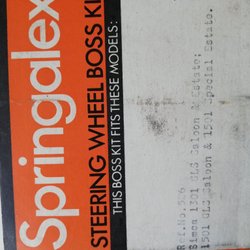 Springalex
STEERING WHEEL BOSS KI
THIS BOSS KIT FITS THESE MODELS:
Simca 1301 GLS Saloon & Estate;
1501 GLS Saloon & 1501 Special Estate.